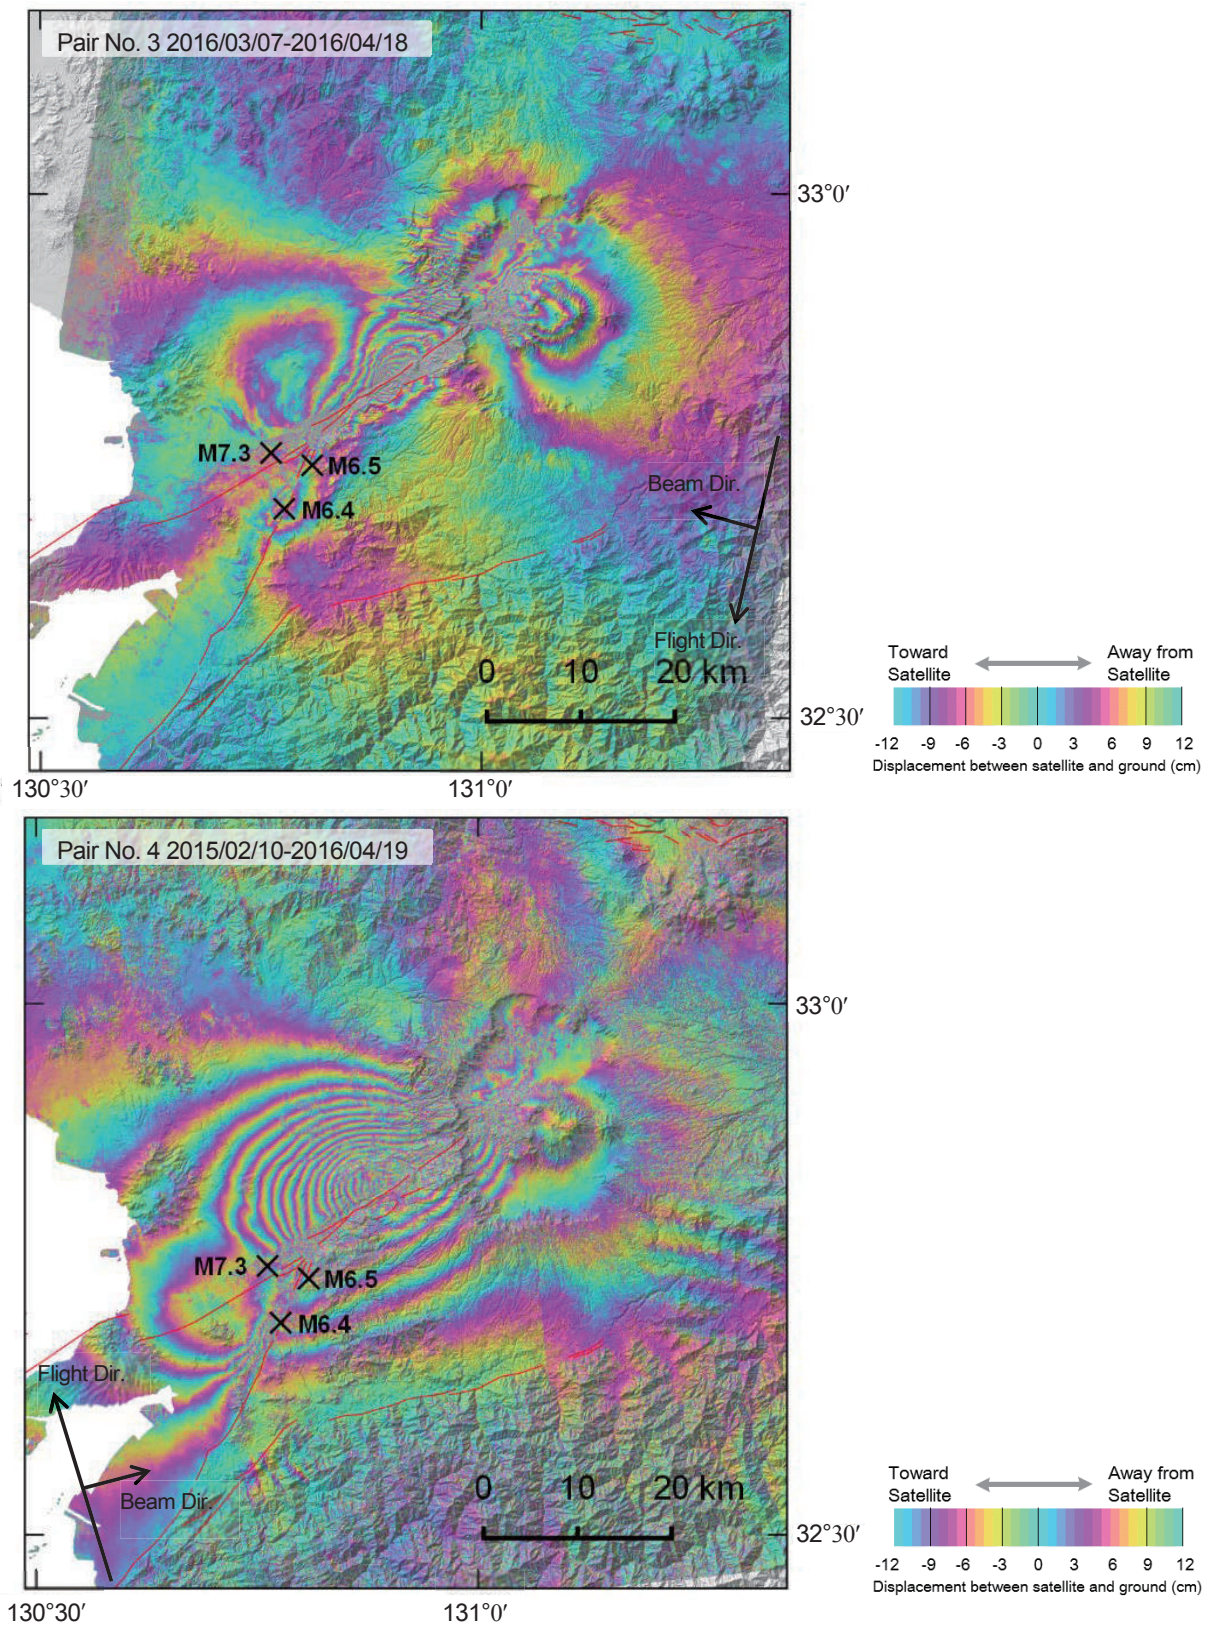 Pair No. 3 2016/03/07-2016/04/18
33°0′
M7.3
M6.5
M6.4
Beam Dir.
Flight Dir.
0 10 20 km
32°30′
130°30′ 131°0′
Toward Satellite
Away from Satellite
-12 -9 -6 -3 0 3 6 9 12
Displacement between satellite and ground (cm)
Pair No. 4 2015/02/10-2016/04/19
33°0′
M7.3
M6.5
M6.4
Flight Dir.
Beam Dir.
0 10 20 km
32°30′
130°30′ 131°0′
Toward Satellite
Away from Satellite
-12 -9 -6 -3 0 3 6 9 12
Displacement between satellite and ground (cm)